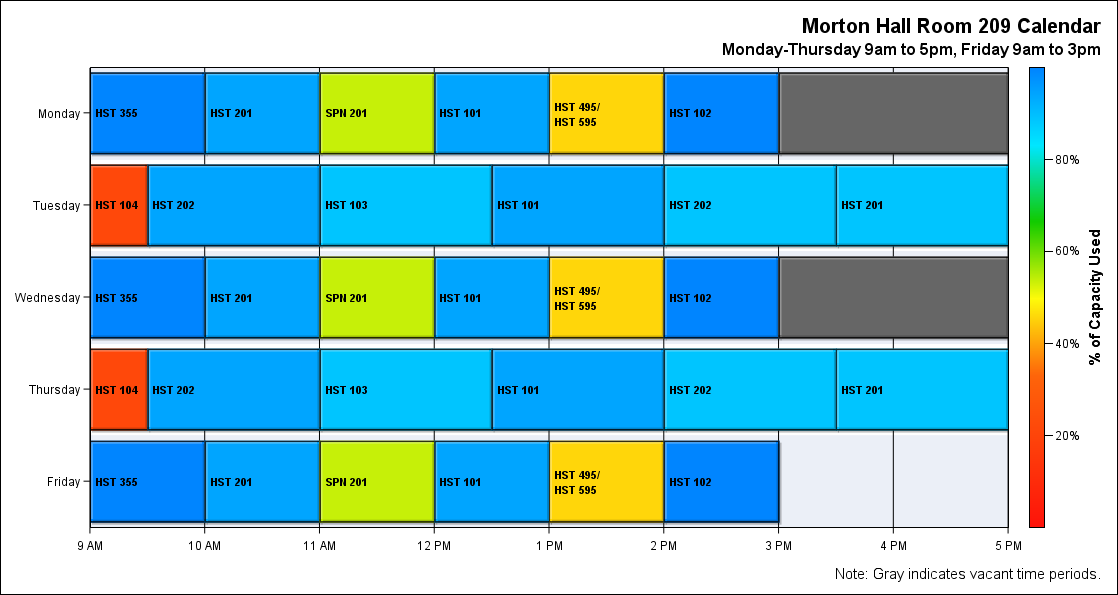 Morton Hall Room 209 Calendar
Monday-Thursday 9am to 5pm, Friday 9am to 3pm
Monday
HST 355
HST 201
SPN 201
HST 101
HST 495/
HST 595
HST 102
Tuesday
HST 104
HST 202
HST 103
HST 101
HST 202
HST 201
Wednesday
HST 355
HST 201
SPN 201
HST 101
HST 495/
HST 595
HST 102
Thursday
HST 104
HST 202
HST 103
HST 101
HST 202
HST 201
Friday
HST 355
HST 201
SPN 201
HST 101
HST 495/
HST 595
HST 102
9 AM
10 AM
11 AM
12 PM
1 PM
2 PM
3 PM
4 PM
5 PM
80%
60%
40%
20%
% of Capacity Used
Note: Gray indicates vacant time periods.